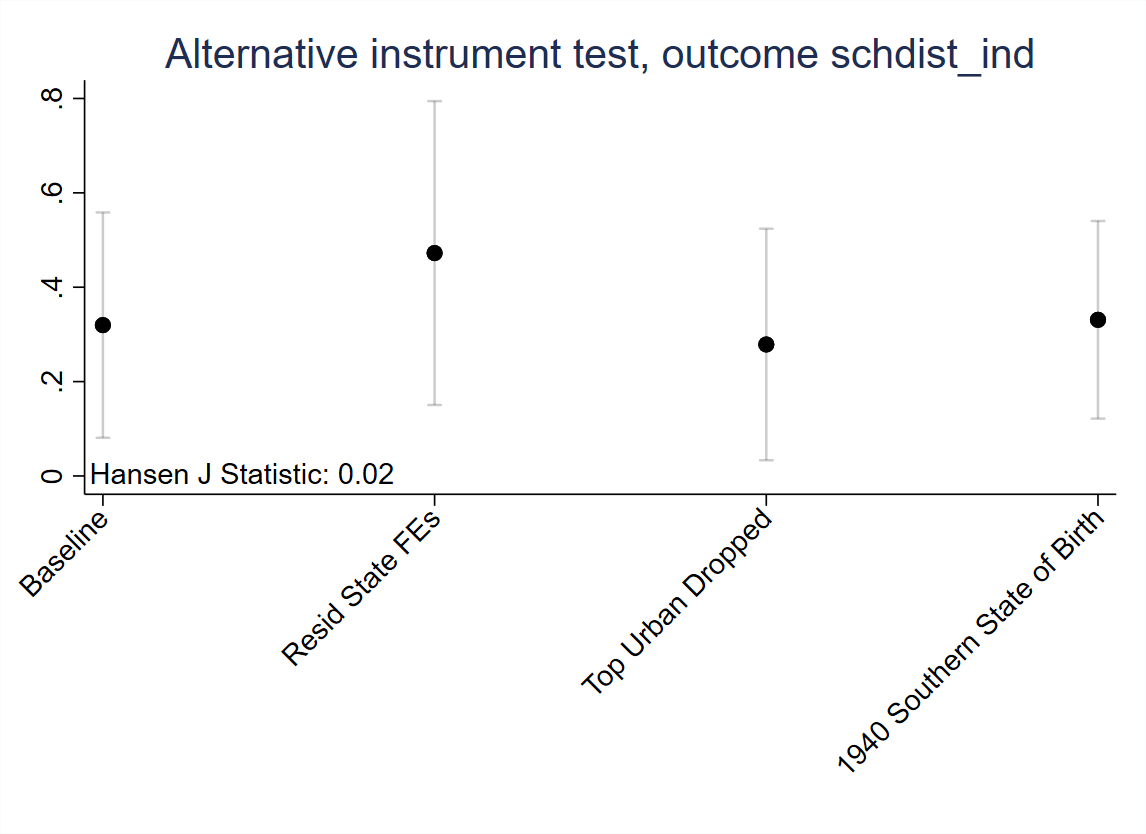 Alternative instrument test, outcome schdist_ind
.8
.6
.4
.2
0
Hansen J Statistic: 0.02
Baseline
Resid State FEs
Top Urban Dropped
1940 Southern State of Birth